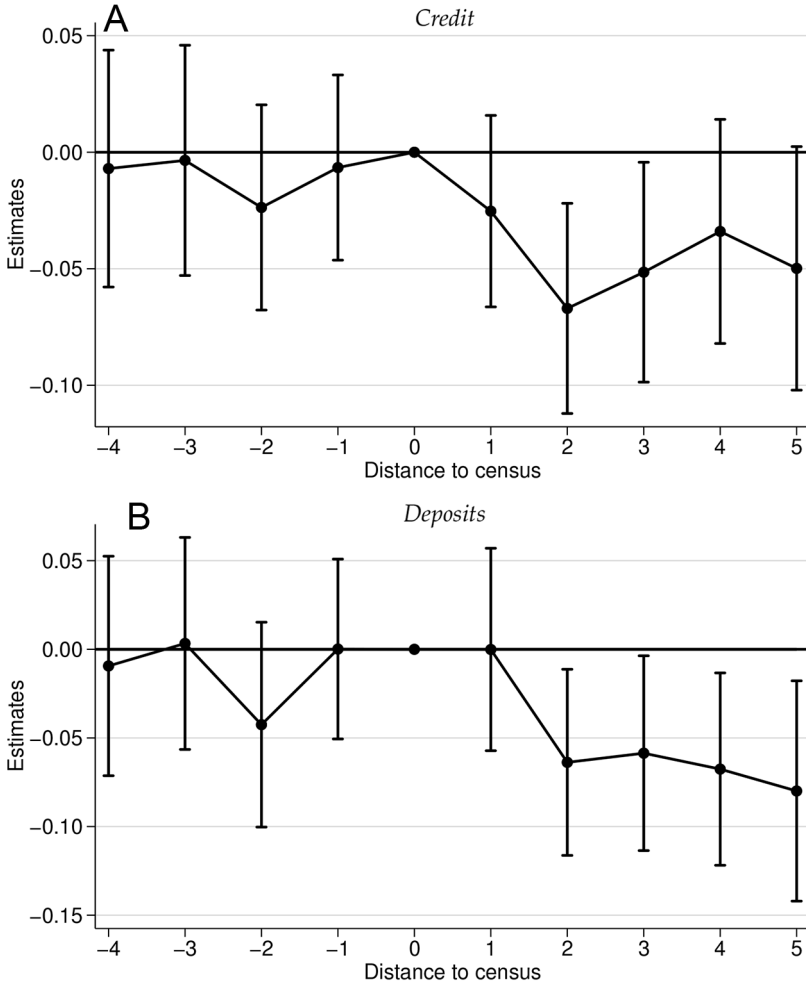 A
Credit
0.05
0.00
−0.05
−0.10
Estimates
−4 −3 −2 −1 0 1 2 3 4 5
Distance to census
B
Deposits
0.05
0.00
−0.05
−0.10
−0.15
Estimates
−4 −3 −2 −1 0 1 2 3 4 5
Distance to census